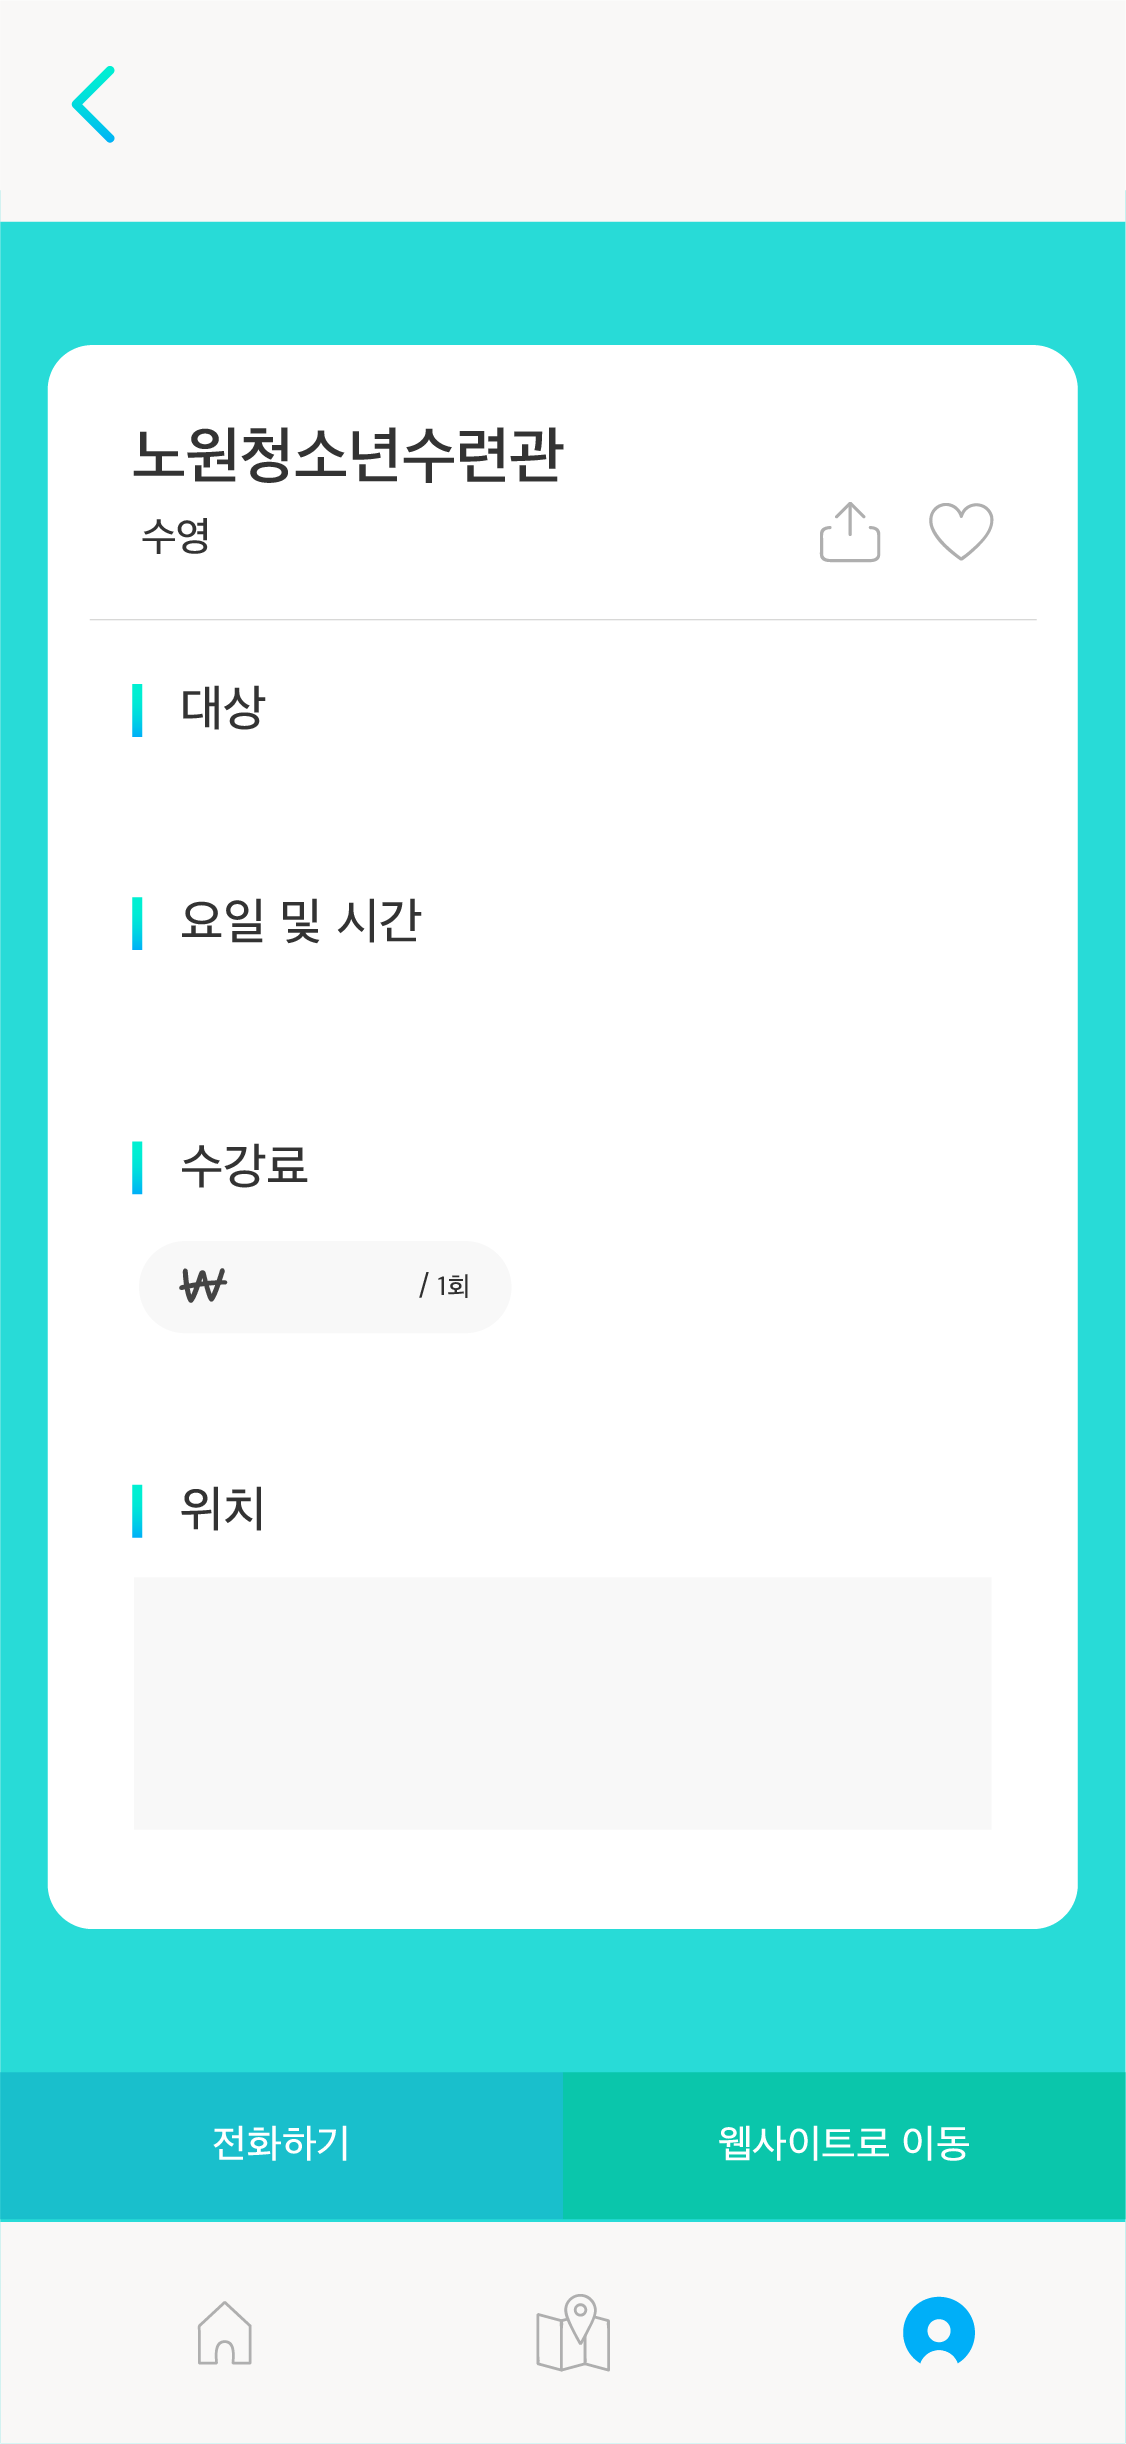 노원청소년수련관
수영
대상
요일 및 시간
수강료
₩ / 1회
위치
전화하기
웹사이트로 이동